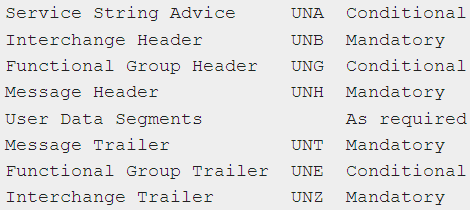 Service String Advice UNA Conditional
Interchange Header UNB Mandatory
Functional Group Header UNG Conditional
Message Header UNH Mandatory
User Data Segments As required
Message Trailer UNT Mandatory
Functional Group Trailer UNE Conditional
Interchange Trailer UNZ Mandatory